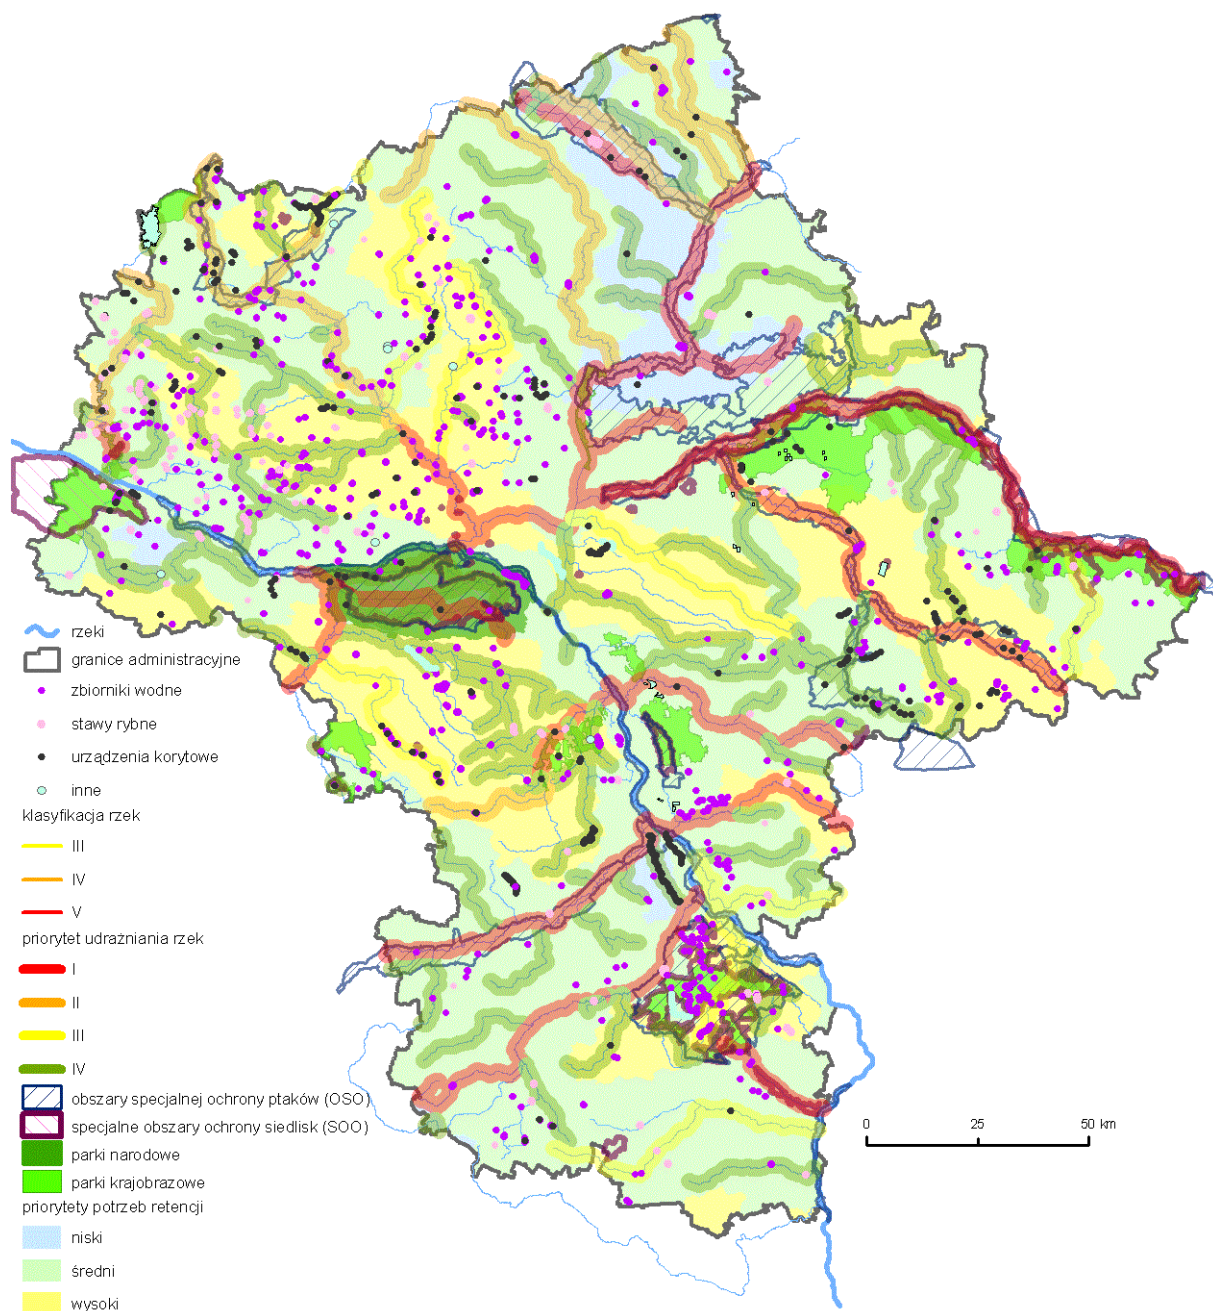 rzeki
granice administracyjne
zbiorniki wodne
stawy rybne
urządzenia korytowe
inne
klasyfikacja rzek
III
IV
V
priorytet udrażniania rzek
I
II
III
IV
obszary specjalnej ochrony ptaków (OSO)
specjalne obszary ochrony siedlisk (SOO)
parki narodowe
parki krajobrazowe
priorytety potrzeb retencji
niski
średni
wysoki
0 25 50 km